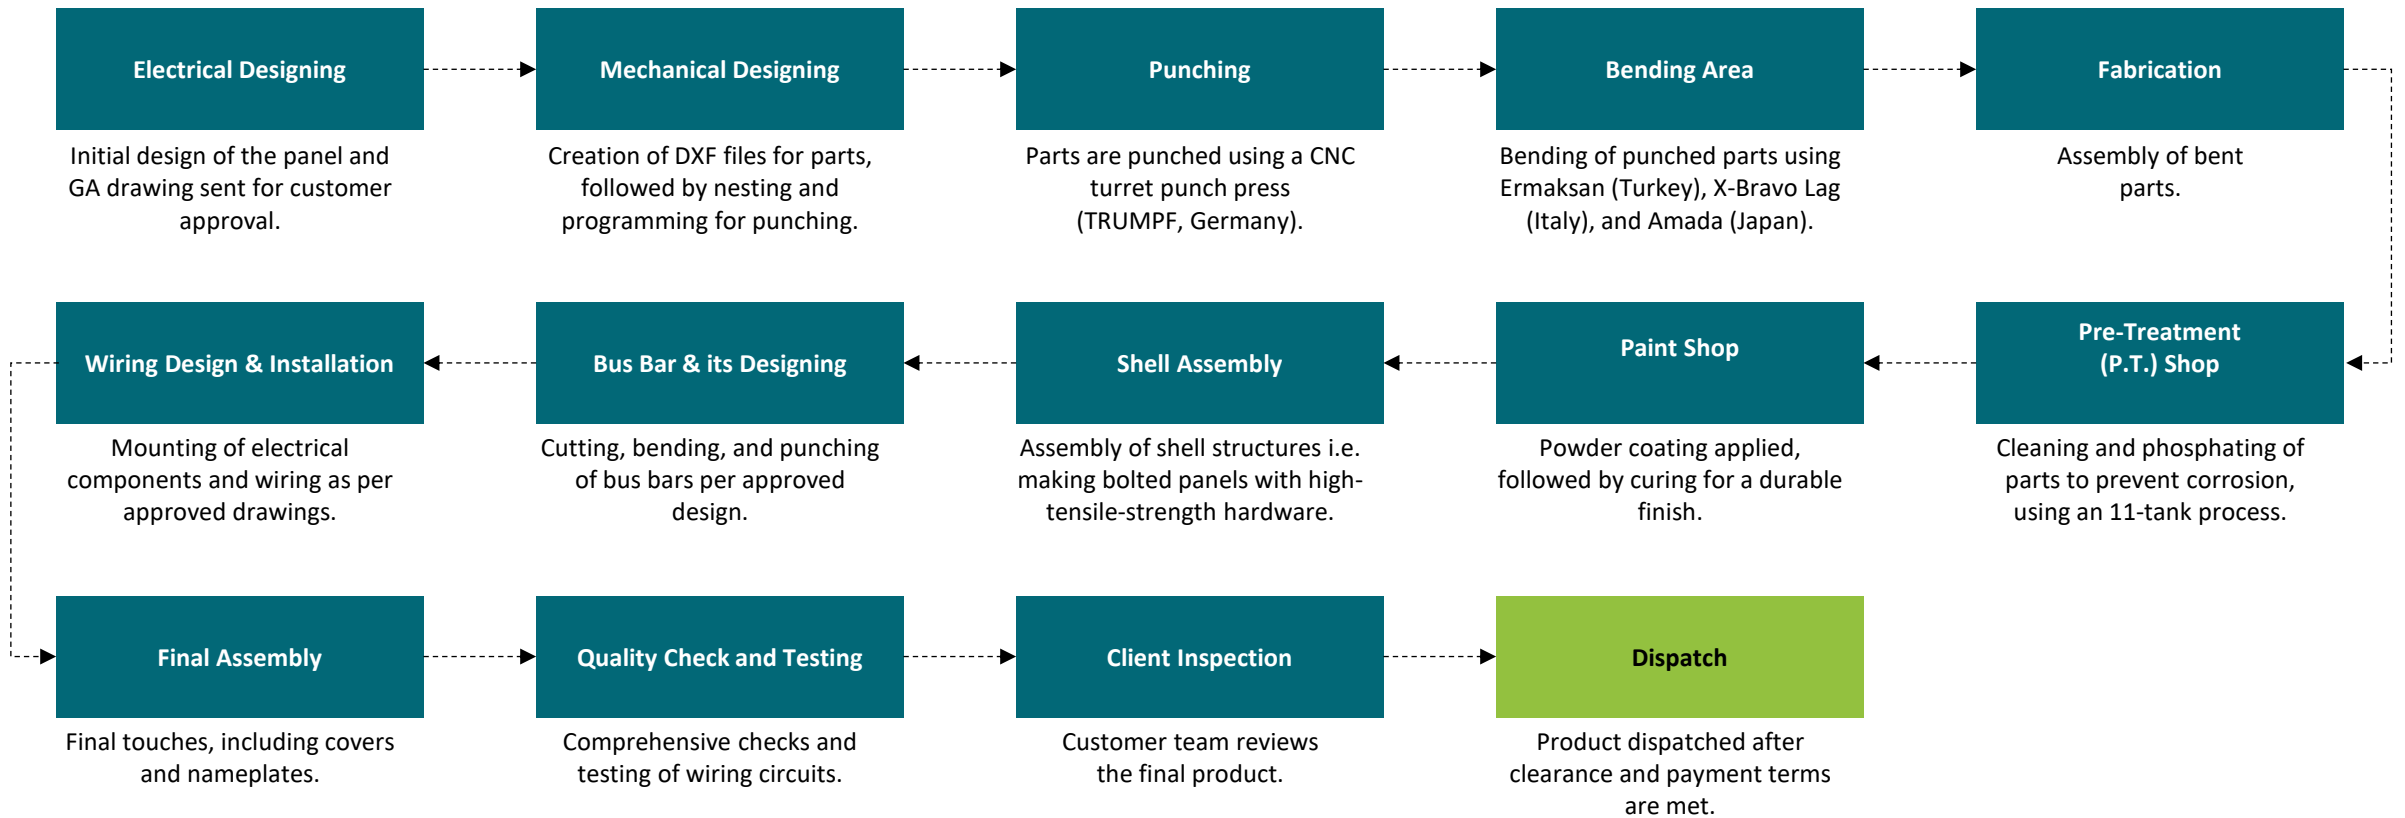 Electrical Designing
Initial design of the panel and
GA drawing sent for customer
approval.
Mechanical Designing
Creation of DXF files for parts,
followed by nesting and
programming for punching.
Punching
Parts are punched using a CNC
turret punch press
(TRUMPF, Germany).
Bending Area
Bending of punched parts using
Ermaksan (Turkey), X-Bravo Lag
(Italy), and Amada (Japan).
Fabrication
Assembly of bent
parts.
Pre-Treatment
(P.T.) Shop
Cleaning and phosphating of
parts to prevent corrosion,
using an 11-tank process.
Paint Shop
Powder coating applied,
followed by curing for a durable
finish.
Shell Assembly
Assembly of shell structures i.e.
making bolted panels with high-
tensile-strength hardware.
Bus Bar & its Designing
Cutting, bending, and punching
of bus bars per approved
design.
Wiring Design & Installation
Mounting of electrical
components and wiring as per
approved drawings.
Final Assembly
Final touches, including covers
and nameplates.
Quality Check and Testing
Comprehensive checks and
testing of wiring circuits.
Client Inspection
Customer team reviews
the final product.
Dispatch
Product dispatched after
clearance and payment terms
are met.